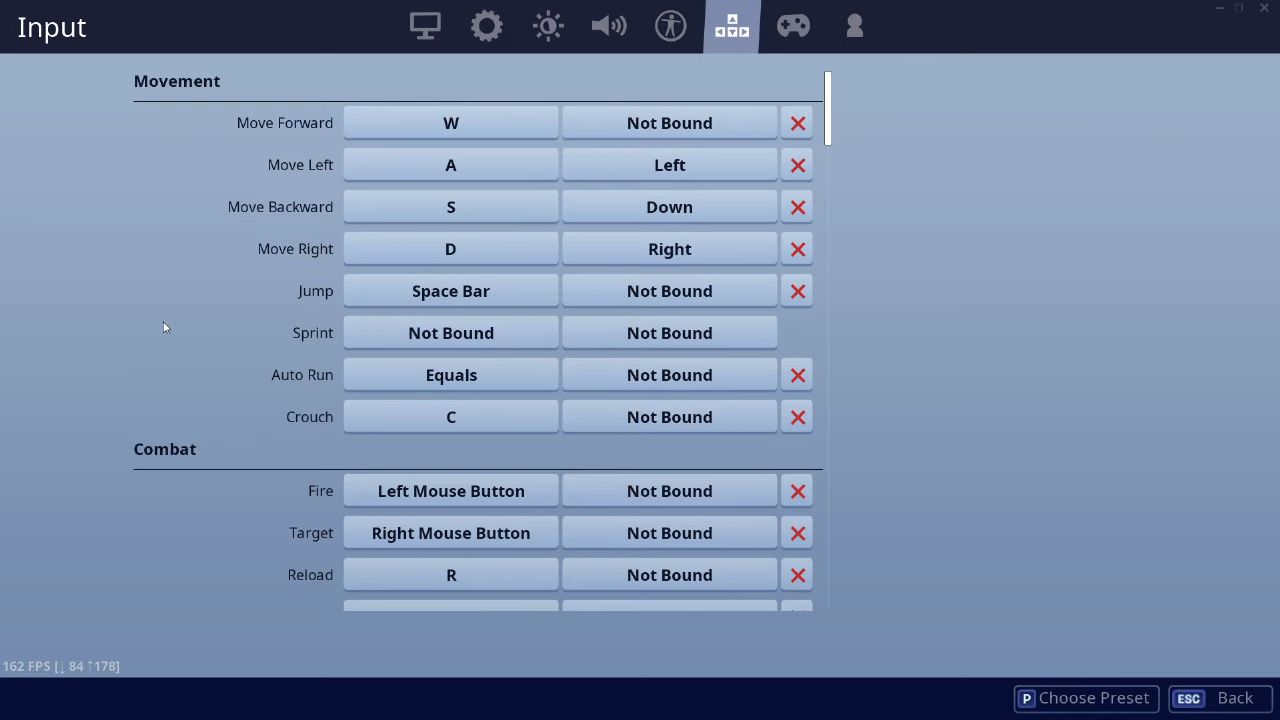 Input
Movement
Move Forward W Not Bound
Move Left A Left
Move Backward S Down
Move Right D Right
Jump Space Bar Not Bound
Sprint Not Bound Not Bound
Auto Run Equals Not Bound
Crouch C Not Bound
Combat
Fire Left Mouse Button Not Bound
Target Right Mouse Button Not Bound
Reload R Not Bound
162 FPS [↓ 84 ↑178]
P Choose Preset ESC Back